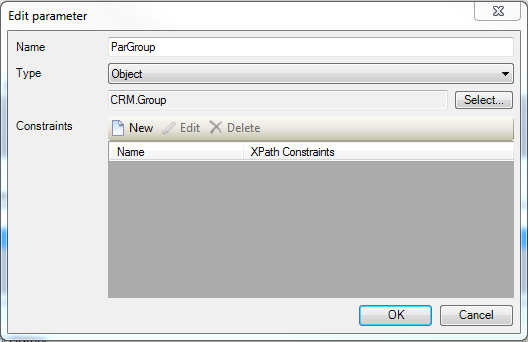 Edit parameter
Name ParGroup
Type Object
CRM.Group Select...
Constraints New Edit Delete
Name XPath Constraints
OK Cancel